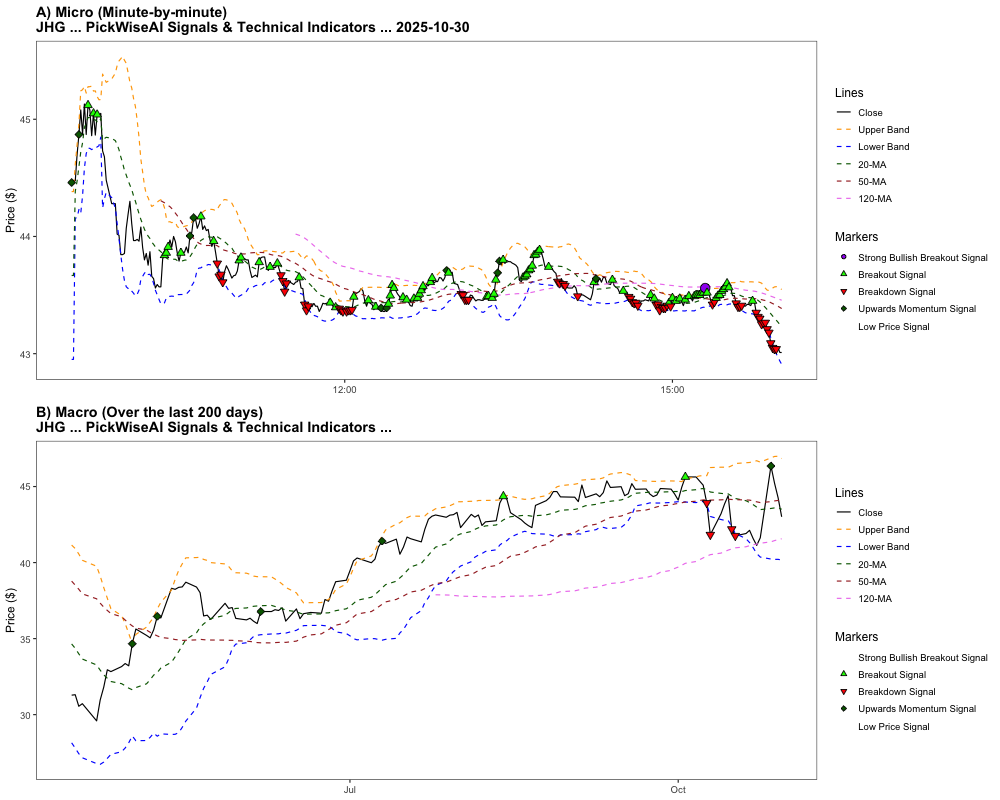 A) Micro (Minute-by-minute)
JHG ... PickWiseAI Signals & Technical Indicators ... 2025-10-30
Price ($)
45
44
43
12:00
15:00
Lines
Close
Upper Band
Lower Band
20-MA
50-MA
120-MA
Markers
Strong Bullish Breakout Signal
Breakout Signal
Breakdown Signal
Upwards Momentum Signal
Low Price Signal
B) Macro (Over the last 200 days)
JHG ... PickWiseAI Signals & Technical Indicators ...
Price ($)
45
40
35
30
Jul
Oct
Lines
Close
Upper Band
Lower Band
20-MA
50-MA
120-MA
Markers
Strong Bullish Breakout Signal
Breakout Signal
Breakdown Signal
Upwards Momentum Signal
Low Price Signal